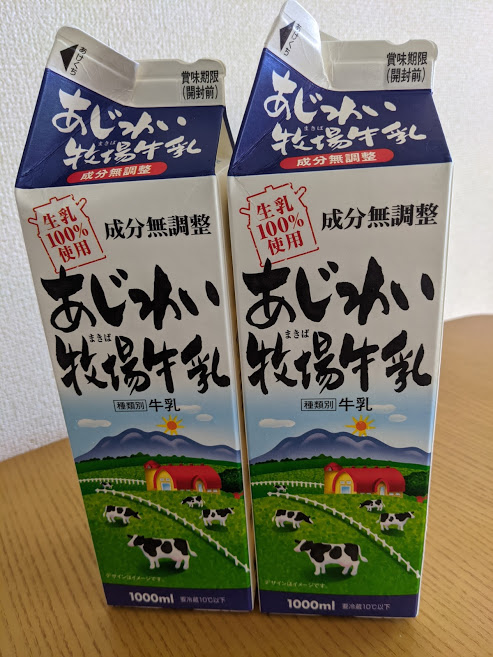 あけぐち
賞味期限
(開封前)
あじわい
まきば
牧場牛乳
成分無調整
生乳
100%
使用
成分無調整
あじわい
まきば
牧場牛乳
種類別 牛乳
デザインはイメージです。
1000ml 要冷蔵10℃以下
あけぐち
賞味期限
(開封前)
あじわい
まきば
牧場牛乳
成分無調整
生乳
100%
使用
成分無調整
あじわい
まきば
牧場牛乳
種類別 牛乳
デザインはイメージです。
1000ml 要冷蔵10℃以下